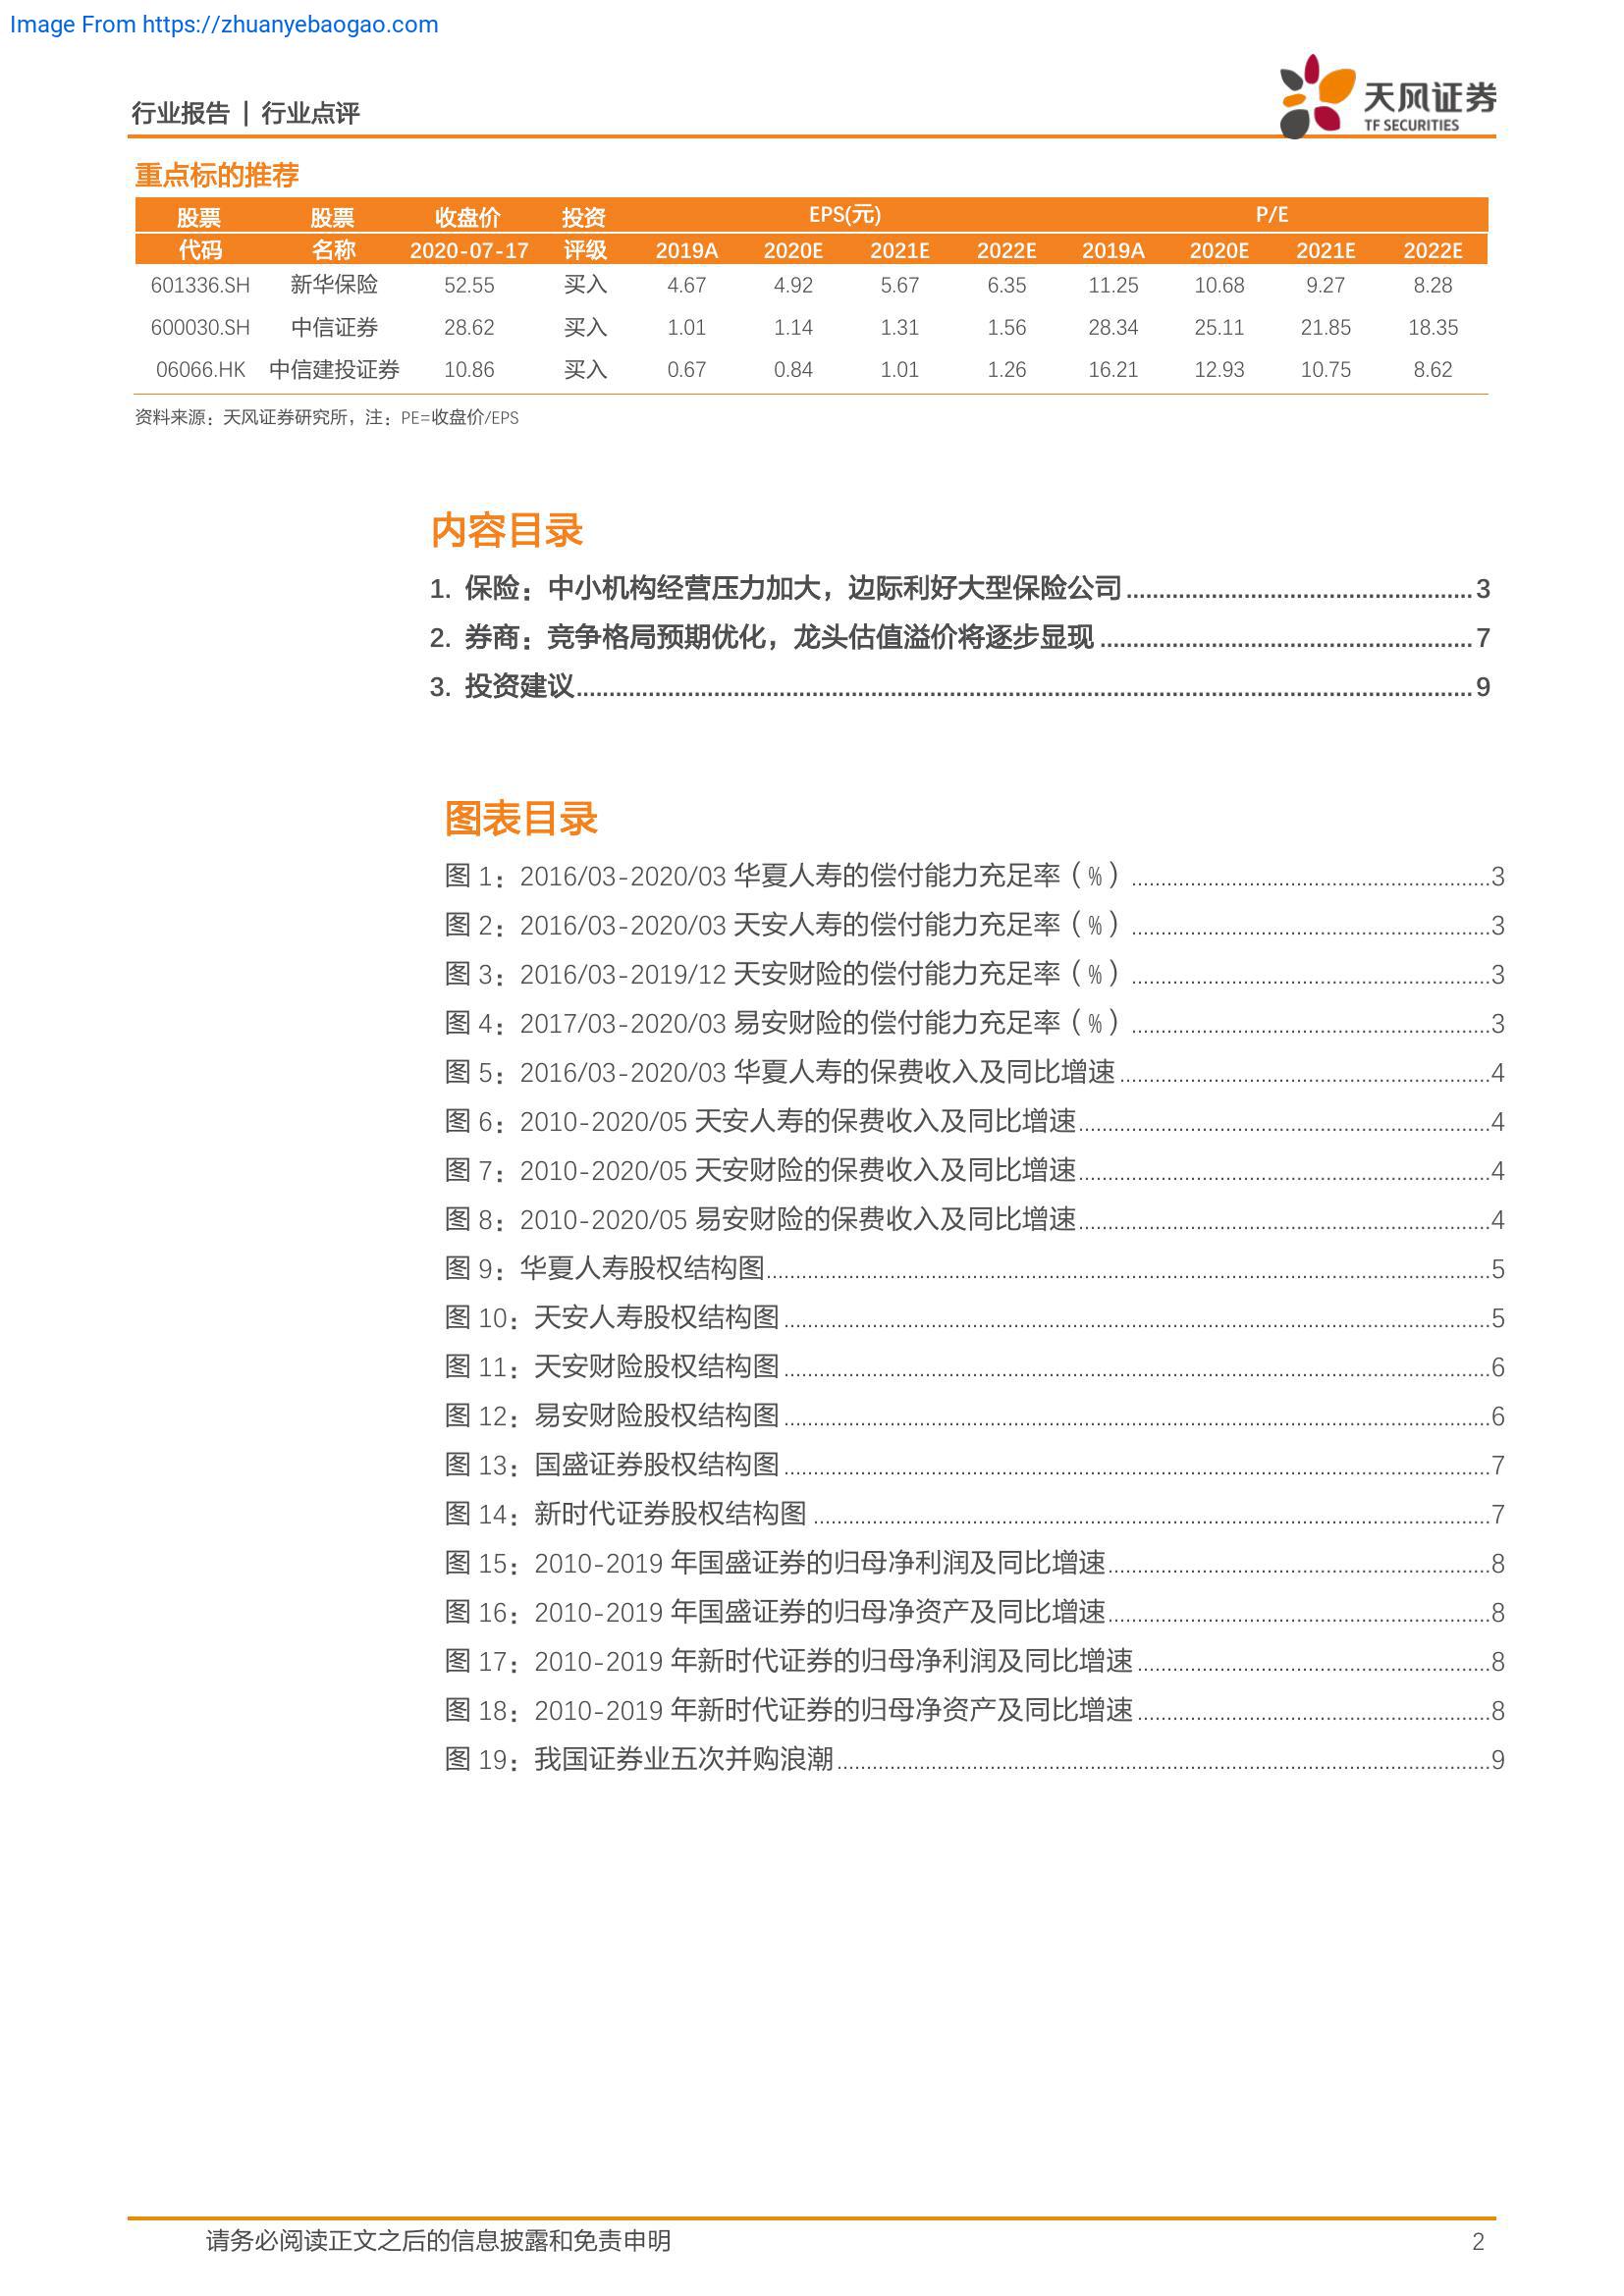 Image From https://zhuanyebaogao.com
行业报告 | 行业点评
天风证券
TF SECURITIES
重点标的推荐
股票 股票 收盘价 投资 EPS(元) P/E
代码 名称 2020-07-17 评级 2019A 2020E 2021E 2022E 2019A 2020E 2021E 2022E
601336.SH 新华保险 52.55 买入 4.67 4.92 5.67 6.35 11.25 10.68 9.27 8.28
600030.SH 中信证券 28.62 买入 1.01 1.14 1.31 1.56 28.34 25.11 21.85 18.35
06066.HK 中信建投证券 10.86 买入 0.67 0.84 1.01 1.26 16.21 12.93 10.75 8.62
资料来源：天风证券研究所，注：PE=收盘价/EPS
内容目录
1. 保险：中小机构经营压力加大，边际利好大型保险公司 3
2. 券商：竞争格局预期优化，龙头估值溢价将逐步显现 7
3. 投资建议 9
图表目录
图 1：2016/03-2020/03 华夏人寿的偿付能力充足率（%） 3
图 2：2016/03-2020/03 天安人寿的偿付能力充足率（%） 3
图 3：2016/03-2019/12 天安财险的偿付能力充足率（%） 3
图 4：2017/03-2020/03 易安财险的偿付能力充足率（%） 3
图 5：2016/03-2020/03 华夏人寿的保费收入及同比增速 4
图 6：2010-2020/05 天安人寿的保费收入及同比增速 4
图 7：2010-2020/05 天安财险的保费收入及同比增速 4
图 8：2010-2020/05 易安财险的保费收入及同比增速 4
图 9：华夏人寿股权结构图 5
图 10：天安人寿股权结构图 5
图 11：天安财险股权结构图 6
图 12：易安财险股权结构图 6
图 13：国盛证券股权结构图 7
图 14：新时代证券股权结构图 7
图 15：2010-2019 年国盛证券的归母净利润及同比增速 8
图 16：2010-2019 年国盛证券的归母净资产及同比增速 8
图 17：2010-2019 年新时代证券的归母净利润及同比增速 8
图 18：2010-2019 年新时代证券的归母净资产及同比增速 8
图 19：我国证券业五次并购浪潮 9
请务必阅读正文之后的信息披露和免责申明 2